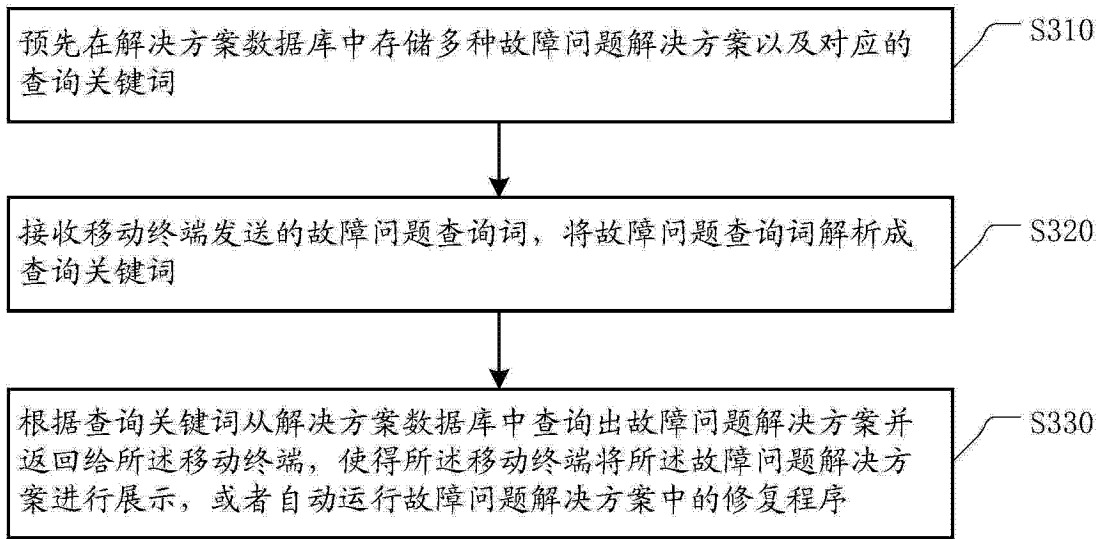 预先在解决方案数据库中存储多种故障问题解决方案以及对应的
查询关键词
S310
接收移动终端发送的故障问题查询词，将故障问题查询词解析成
查询关键词
S320
根据查询关键词从解决方案数据库中查询出故障问题解决方案并
返回给所述移动终端，使得所述移动终端将所述故障问题解决方
案进行展示，或者自动运行故障问题解决方案中的修复程序
S330